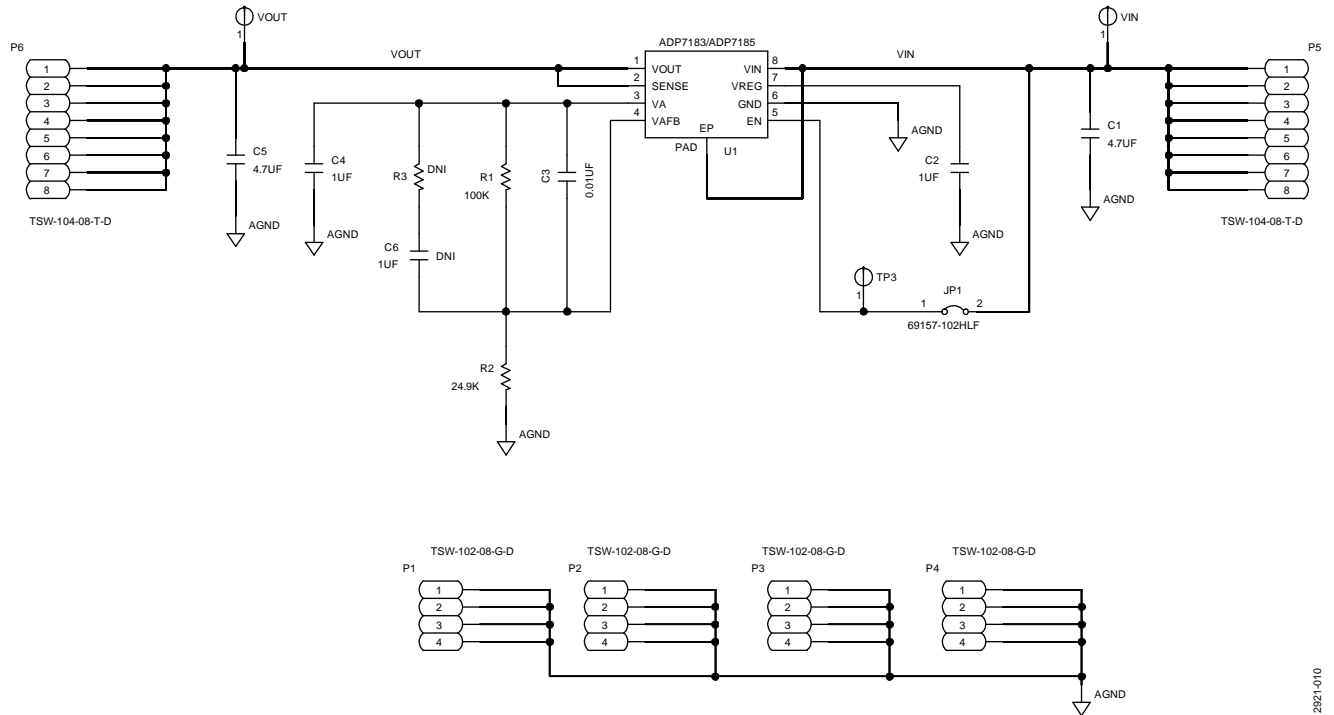 VOUT
1
VIN
1
P6
1
2
3
4
5
6
7
8
TSW-104-08-T-D
VOUT
C5
4.7UF
AGND
C4
1UF
AGND
R3
DNI
C6
1UF
DNI
R1
100K
C3
0.01UF
R2
24.9K
AGND
ADP7183/ADP7185
1
2
3
4
VOUT
SENSE
VA
VAFB
VIN
VREG
GND
EN
8
7
6
5
EP
PAD
U1
VIN
AGND
C2
1UF
AGND
C1
4.7UF
AGND
TP3
1
JP1
1
2
69157-102HLF
P5
1
2
3
4
5
6
7
8
TSW-104-08-T-D
TSW-102-08-G-D
P1
1
2
3
4
TSW-102-08-G-D
P2
1
2
3
4
TSW-102-08-G-D
P3
1
2
3
4
TSW-102-08-G-D
P4
1
2
3
4
AGND
2921-010